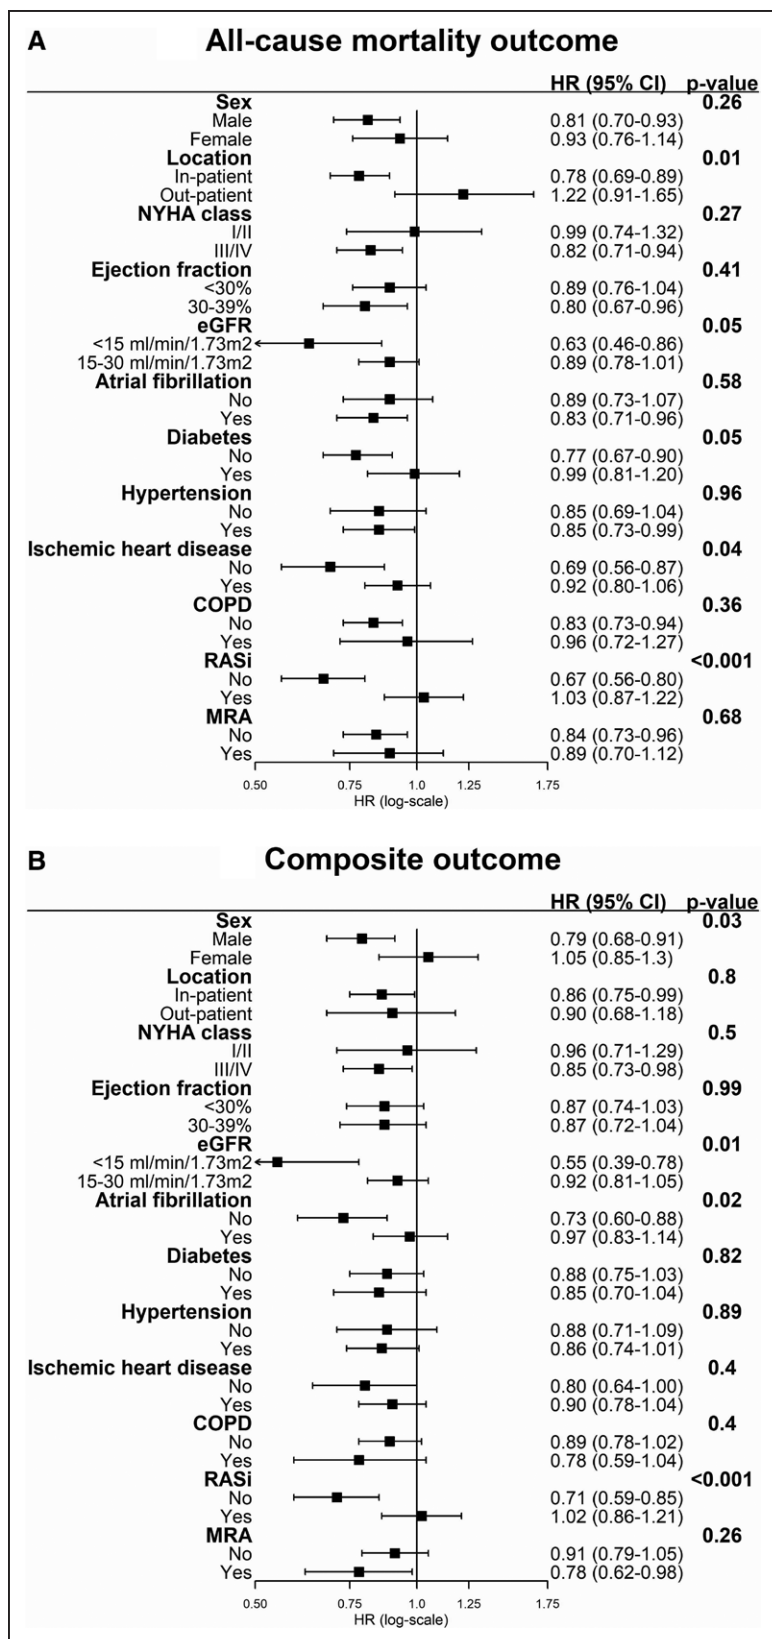 A All-cause mortality outcome
HR (95% CI) p-value
Sex 0.26
Male 0.81 (0.70-0.93)
Female 0.93 (0.76-1.14)
Location 0.01
In-patient 0.78 (0.69-0.89)
Out-patient 1.22 (0.91-1.65)
NYHA class 0.27
I/II 0.99 (0.74-1.32)
III/IV 0.82 (0.71-0.94)
Ejection fraction 0.41
<30% 0.89 (0.76-1.04)
30-39% 0.80 (0.67-0.96)
eGFR 0.05
<15 ml/min/1.73m2 0.63 (0.46-0.86)
15-30 ml/min/1.73m2 0.89 (0.78-1.01)
Atrial fibrillation 0.58
No 0.89 (0.73-1.07)
Yes 0.83 (0.71-0.96)
Diabetes 0.05
No 0.77 (0.67-0.90)
Yes 0.99 (0.81-1.20)
Hypertension 0.96
No 0.85 (0.69-1.04)
Yes 0.85 (0.73-0.99)
Ischemic heart disease 0.04
No 0.69 (0.56-0.87)
Yes 0.92 (0.80-1.06)
COPD 0.36
No 0.83 (0.73-0.94)
Yes 0.96 (0.72-1.27)
RASi <0.001
No 0.67 (0.56-0.80)
Yes 1.03 (0.87-1.22)
MRA 0.68
No 0.84 (0.73-0.96)
Yes 0.89 (0.70-1.12)
0.50 0.75 1.0 1.25 1.75
HR (log-scale)
B Composite outcome
HR (95% CI) p-value
Sex 0.03
Male 0.79 (0.68-0.91)
Female 1.05 (0.85-1.3)
Location 0.8
In-patient 0.86 (0.75-0.99)
Out-patient 0.90 (0.68-1.18)
NYHA class 0.5
I/II 0.96 (0.71-1.29)
III/IV 0.85 (0.73-0.98)
Ejection fraction 0.99
<30% 0.87 (0.74-1.03)
30-39% 0.87 (0.72-1.04)
eGFR 0.01
<15 ml/min/1.73m2 0.55 (0.39-0.78)
15-30 ml/min/1.73m2 0.92 (0.81-1.05)
Atrial fibrillation 0.02
No 0.73 (0.60-0.88)
Yes 0.97 (0.83-1.14)
Diabetes 0.82
No 0.88 (0.75-1.03)
Yes 0.85 (0.70-1.04)
Hypertension 0.89
No 0.88 (0.71-1.09)
Yes 0.86 (0.74-1.01)
Ischemic heart disease 0.4
No 0.80 (0.64-1.00)
Yes 0.90 (0.78-1.04)
COPD 0.4
No 0.89 (0.78-1.02)
Yes 0.78 (0.59-1.04)
RASi <0.001
No 0.71 (0.59-0.85)
Yes 1.02 (0.86-1.21)
MRA 0.26
No 0.91 (0.79-1.05)
Yes 0.78 (0.62-0.98)
0.50 0.75 1.0 1.25 1.75
HR (log-scale)